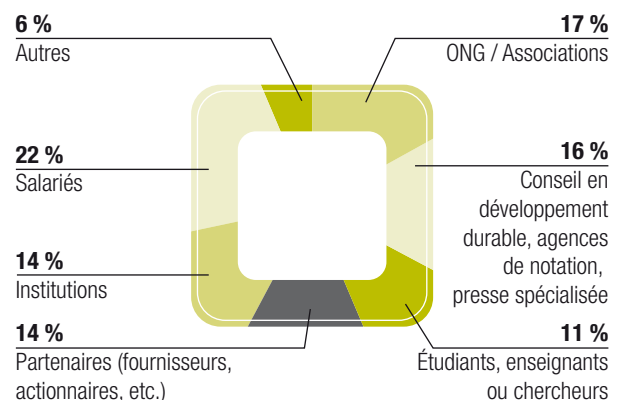 6 %
Autres
17 %
ONG / Associations
22 %
Salariés
16 %
Conseil en
développement
durable, agences
de notation,
presse spécialisée
14 %
Institutions
14 %
Partenaires (fournisseurs,
actionnaires, etc.)
11 %
Étudiants, enseignants
ou chercheurs